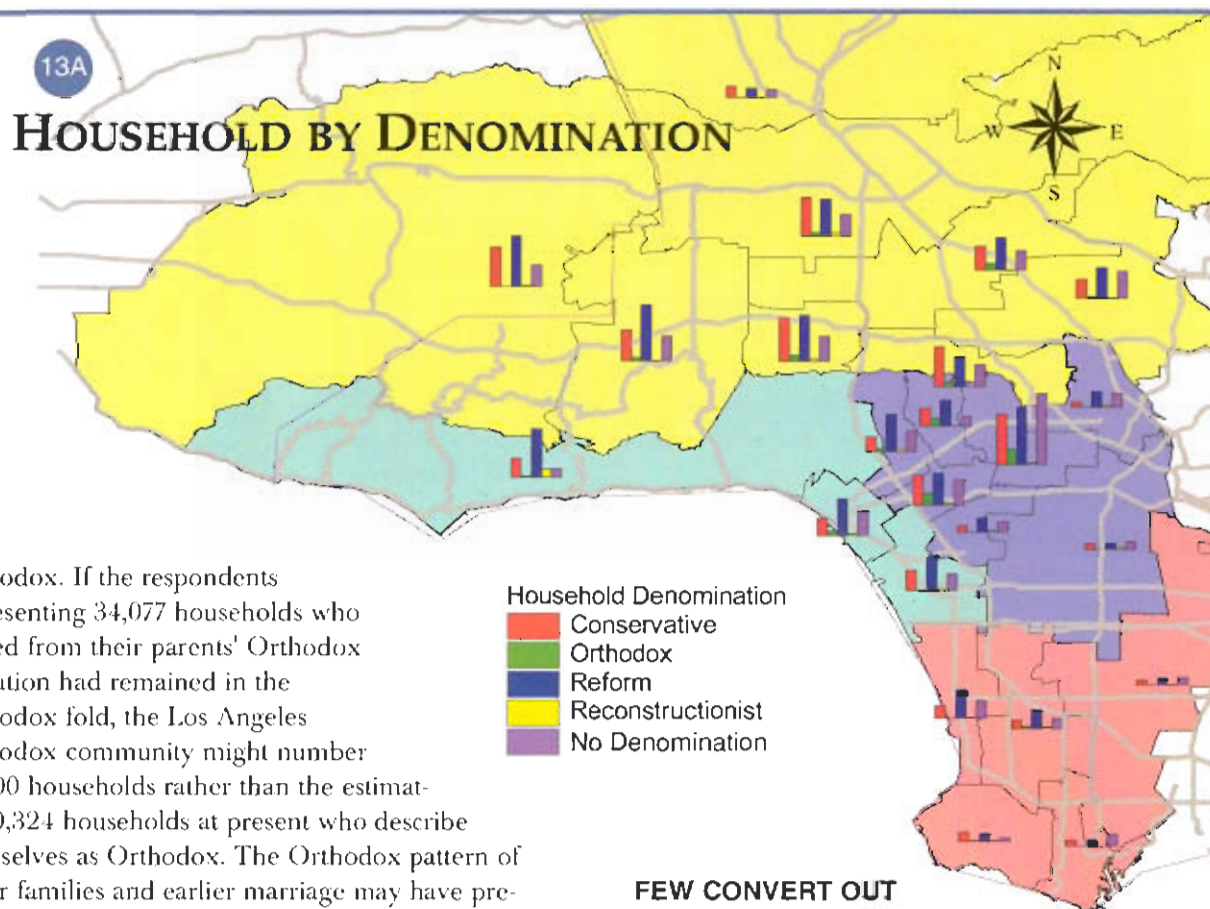 13A
HOUSEHOLD BY DENOMINATION
N
W E
S
odox. If the respondents
esenting 34,077 households who
ed from their parents' Orthodox
ation had remained in the
odox fold, the Los Angeles
odox community might number
00 households rather than the estimat-
0,324 households at present who describe
selves as Orthodox. The Orthodox pattern of
r families and earlier marriage may have pre-
Household Denomination
Conservative
Orthodox
Reform
Reconstructionist
No Denomination
FEW CONVERT OUT